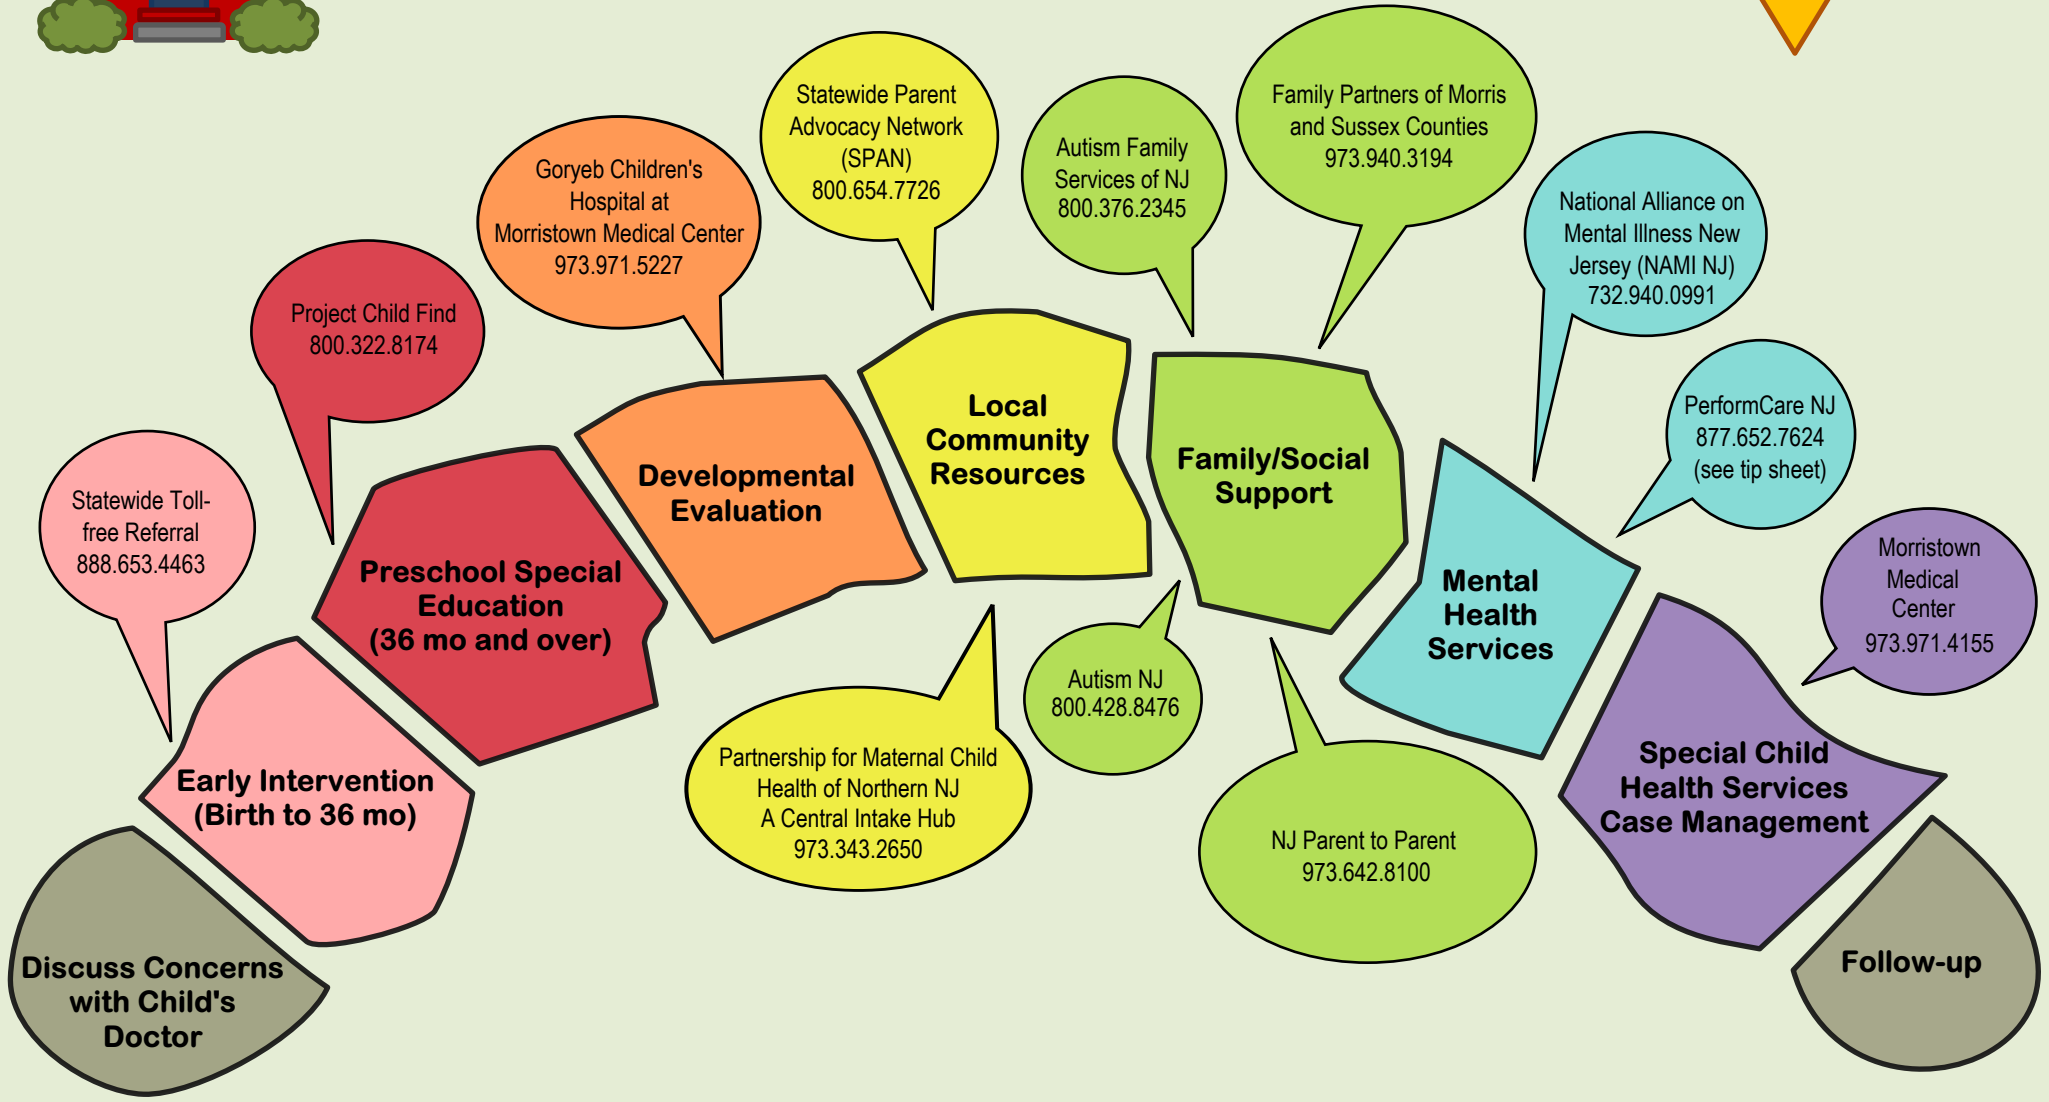 Statewide Parent
Advocacy Network
(SPAN)
800.654.7726
Family Partners of Morris
and Sussex Counties
973.940.3194
Autism Family
Services of NJ
800.376.2345
Goryeb Children's
Hospital at
Morristown Medical Center
973.971.5227
National Alliance on
Mental Illness New
Jersey (NAMI NJ)
732.940.0991
Project Child Find
800.322.8174
PerformCare NJ
877.652.7624
(see tip sheet)
Statewide Toll-
free Referral
888.653.4463
Morristown
Medical
Center
973.971.4155
Discuss Concerns
with Child's
Doctor
Early Intervention
(Birth to 36 mo)
Preschool Special
Education
(36 mo and over)
Developmental
Evaluation
Local
Community
Resources
Family/Social
Support
Mental
Health
Services
Special Child
Health Services
Case Management
Follow-up
Partnership for Maternal Child
Health of Northern NJ
A Central Intake Hub
973.343.2650
Autism NJ
800.428.8476
NJ Parent to Parent
973.642.8100